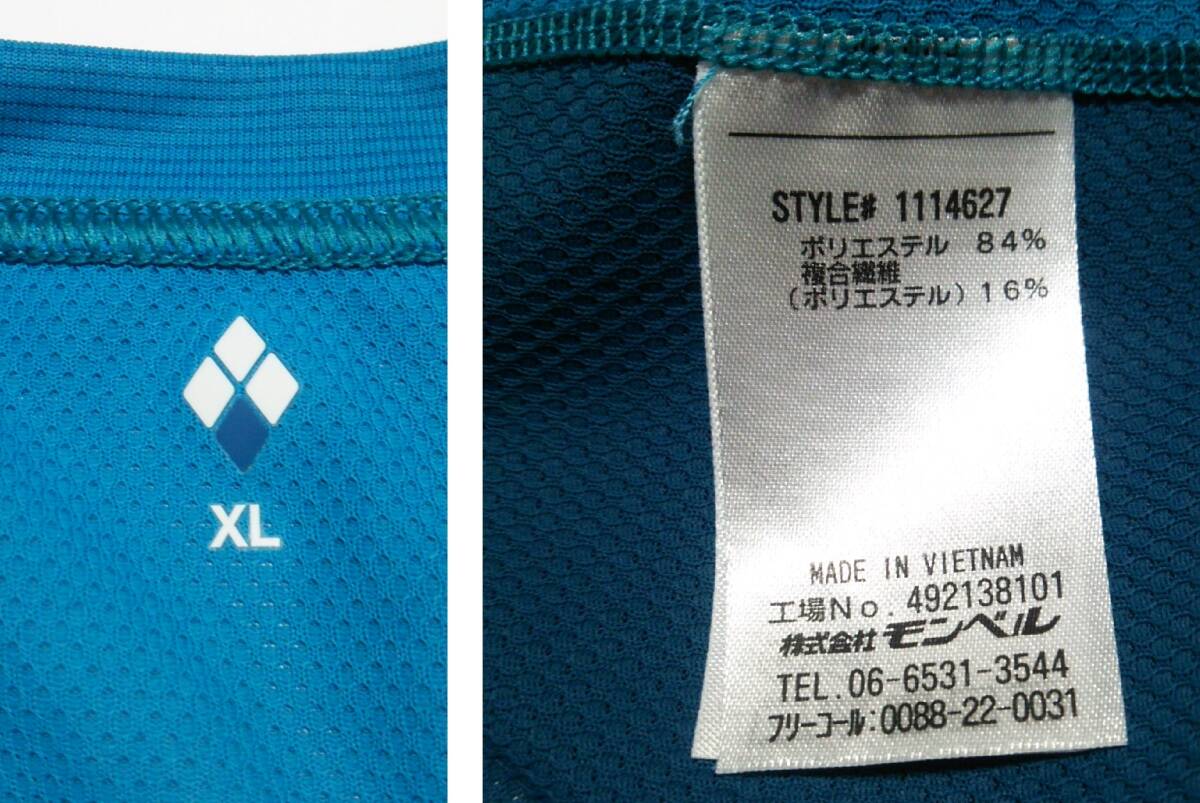 XL
STYLE# 1114627
ポリエステル 84%
複合繊維
(ポリエステル)16%
MADE IN VIETNAM
工場No. 492138101
株式会社 モンベル
TEL. 06-6531-3544
フリーコール:0088-22-0031